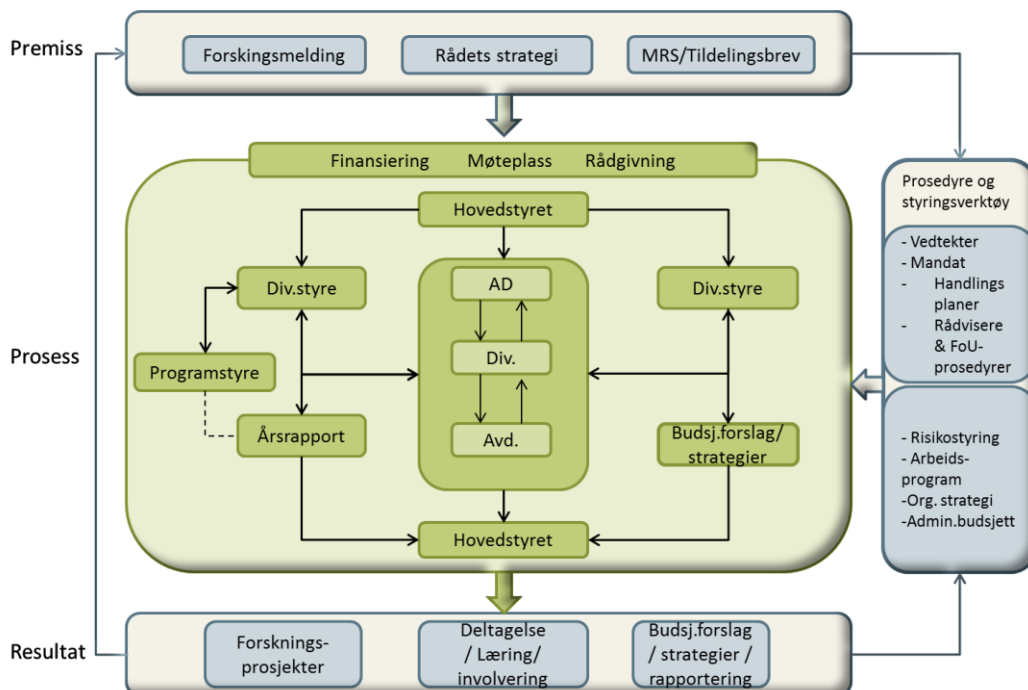 Premiss
Forskingsmelding
Rådets strategi
MRS/Tildelingsbrev
Finansiering Møteplass Rådgivning
Prosess
Hovedstyret
Div.styre
AD
Div.styre
Programstyre
Div.
Årsrapport
Avd.
Budsj.forslag/
strategier
Hovedstyret
Prosedyre og
styringsverktøy
- Vedtekter
- Mandat
- Handlings
planer
- Rådvisere
& FoU-
prosedyrer
- Risikostyring
- Arbeids-
program
-Org. strategi
-Admin.budsjett
Resultat
Forsknings-
prosjekter
Deltagelse
/ Læring/
involvering
Budsj.forslag
/ strategier /
rapportering